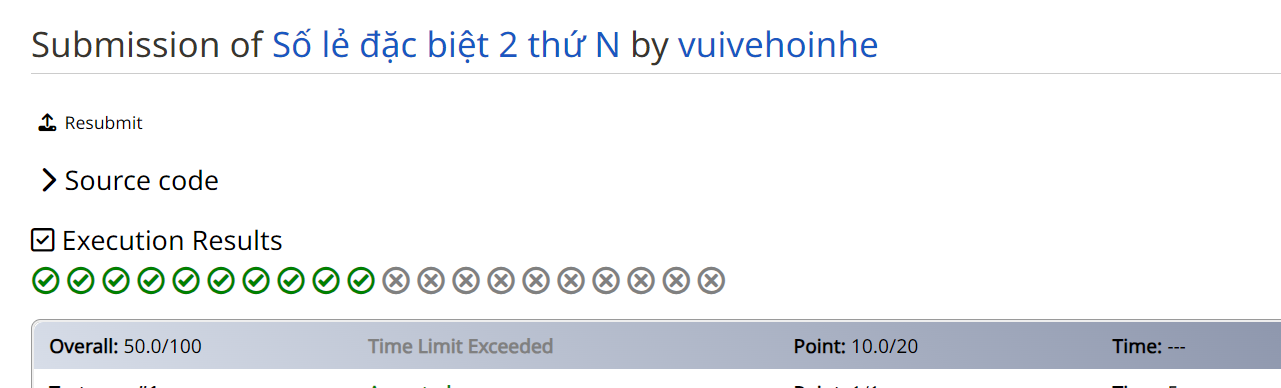 Submission of Số lẻ đặc biệt 2 thứ N by vuivehoinhe
Resubmit
Source code
Execution Results
Overall: 50.0/100 Time Limit Exceeded Point: 10.0/20 Time: ---